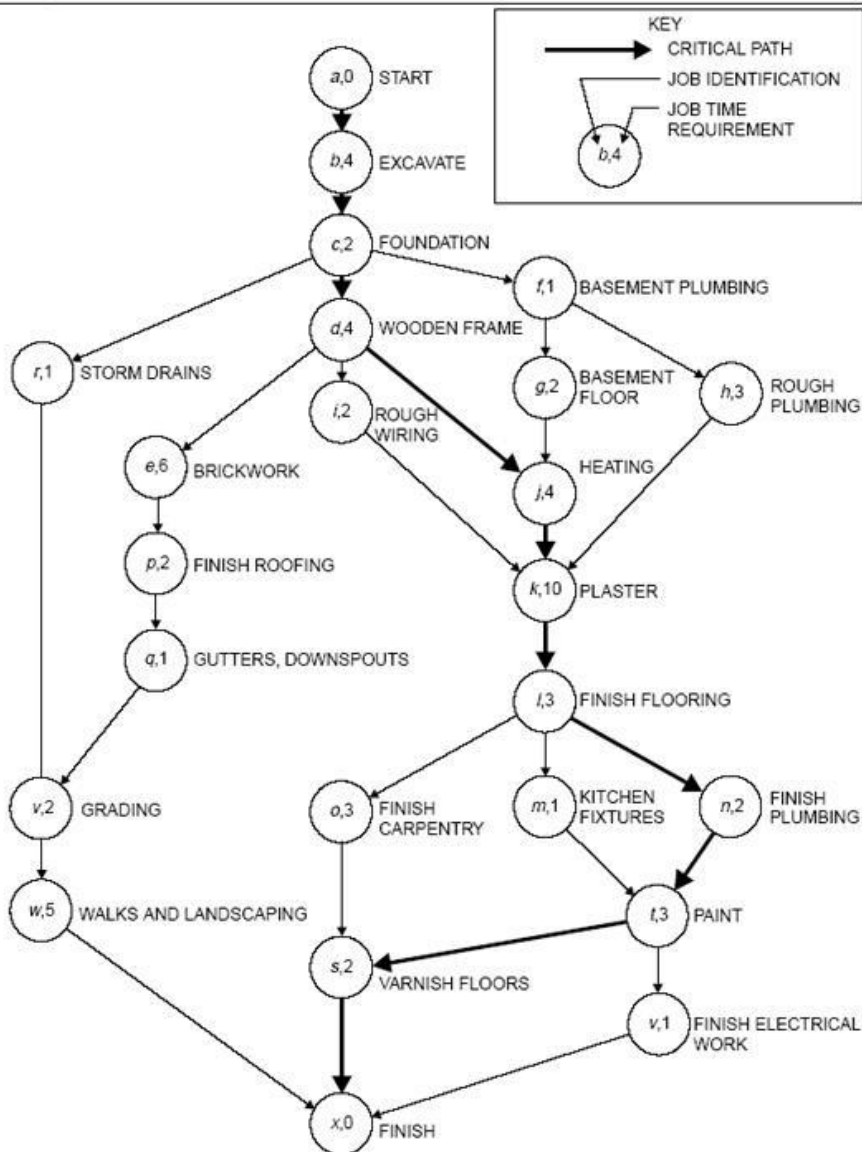 KEY
CRITICAL PATH
JOB IDENTIFICATION
JOB TIME
REQUIREMENT
b,4
a,0 START
b,4 EXCAVATE
c,2 FOUNDATION
f,1 BASEMENT PLUMBING
d,4 WOODEN FRAME
r,1 STORM DRAINS
i,2 ROUGH
WIRING
g,2 BASEMENT
FLOOR
h,3 ROUGH
PLUMBING
e,6 BRICKWORK
HEATING
j,4
p,2 FINISH ROOFING
k,10 PLASTER
q,1 GUTTERS, DOWNSPOUTS
l,3 FINISH FLOORING
v,2 GRADING
o,3 FINISH
CARPENTRY
m,1 KITCHEN
FIXTURES
n,2 FINISH
PLUMBING
w,5 WALKS AND LANDSCAPING
t,3 PAINT
s,2 VARNISH FLOORS
v,1 FINISH ELECTRICAL
WORK
x,0 FINISH